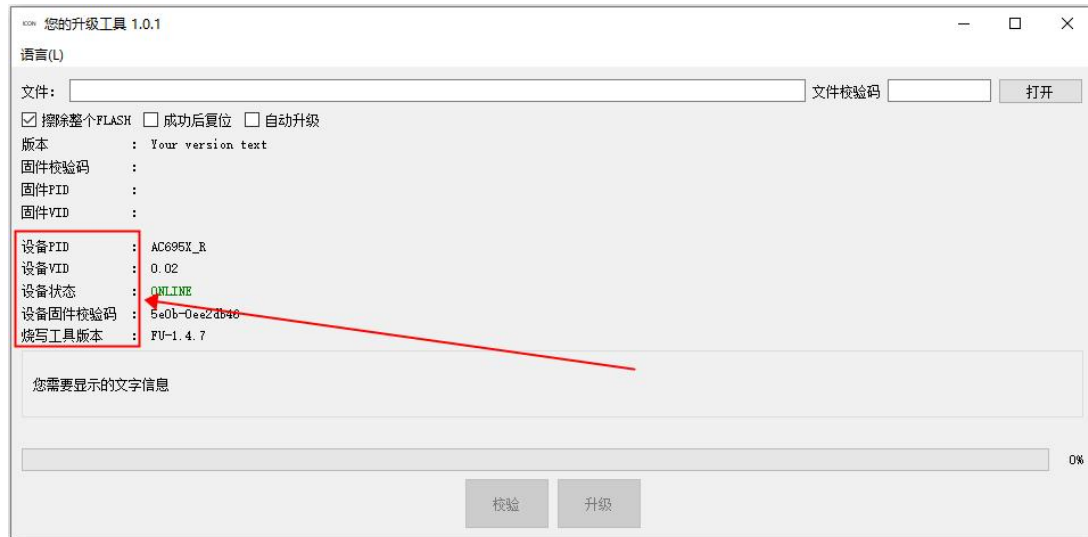 ICON 您的升级工具 1.0.1
语言(L)
文件: 文件校验码 打开
擦除整个FLASH 成功后复位 自动升级
版本 : Your version text
固件校验码 :
固件PID :
固件VID :
设备PID : AC695X_R
设备VID : 0.02
设备状态 : ONLINE
设备固件校验码 : 5e0b-0ee2db46
烧写工具版本 : FU-1.4.7
您需要显示的文字信息
0%
校验 升级